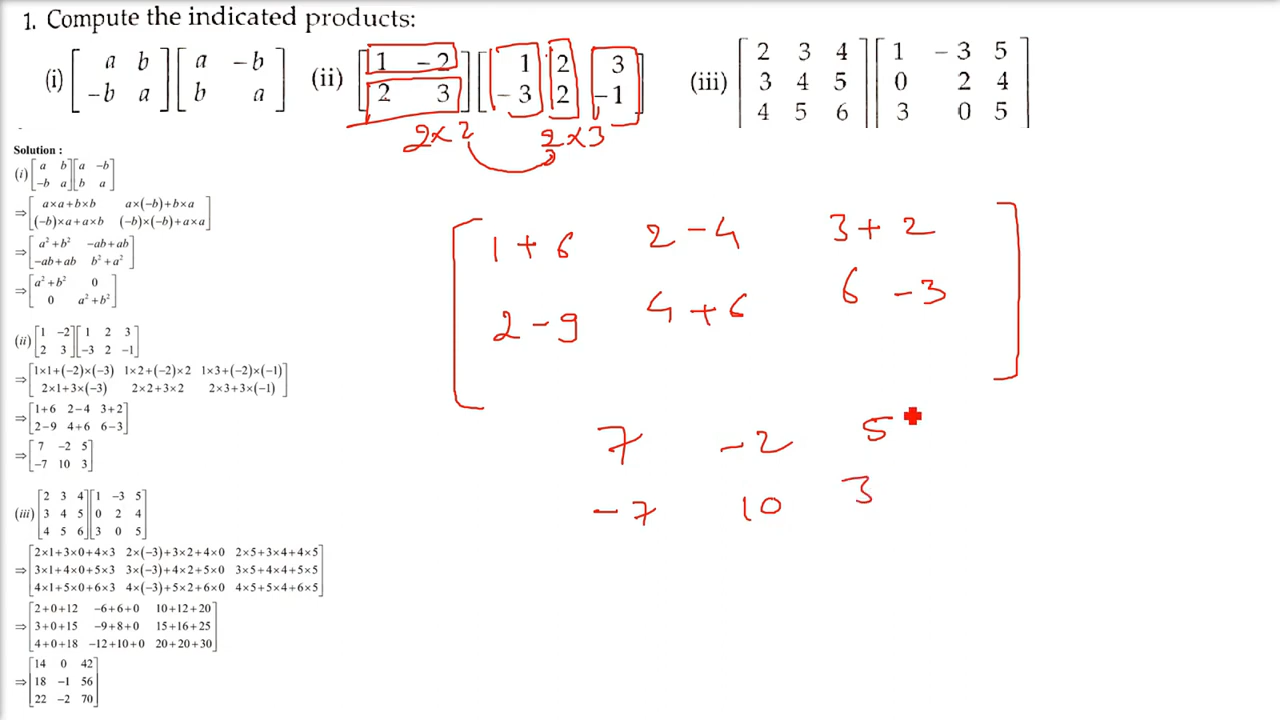 1. Compute the indicated products:
(i) [ a b ] [ a -b ] (ii) [ 1 -2 ] [ 1 2 3 ] (iii) [ 2 3 4 ] [ 1 -3 5 ]
[ -b a ] [ b a ] [ 2 3 ] [ -3 2 -1 ] [ 3 4 5 ] [ 0 2 4 ]
[ 4 5 6 ] [ 3 0 5 ]
2×2 2×3
Solution :
(i) [ a b ] [ a -b ]
[ -b a ] [ b a ]
⇒ [ a×a+b×b a×(-b)+b×a ]
[ (-b)×a+a×b (-b)×(-b)+a×a ]
⇒ [ a²+b² -ab+ab ]
[ -ab+ab b²+a² ]
⇒ [ a²+b² 0 ]
[ 0 a²+b² ]
(ii) [ 1 -2 ] [ 1 2 3 ]
[ 2 3 ] [ -3 2 -1 ]
⇒ [ 1×1+(-2)×(-3) 1×2+(-2)×2 1×3+(-2)×(-1) ]
[ 2×1+3×(-3) 2×2+3×2 2×3+3×(-1) ]
⇒ [ 1+6 2-4 3+2 ]
[ 2-9 4+6 6-3 ]
⇒ [ 7 -2 5 ]
[ -7 10 3 ]
(iii) [ 2 3 4 ] [ 1 -3 5 ]
[ 3 4 5 ] [ 0 2 4 ]
[ 4 5 6 ] [ 3 0 5 ]
⇒ [ 2×1+3×0+4×3 2×(-3)+3×2+4×0 2×5+3×4+4×5 ]
[ 3×1+4×0+5×3 3×(-3)+4×2+5×0 3×5+4×4+5×5 ]
[ 4×1+5×0+6×3 4×(-3)+5×2+6×0 4×5+5×4+6×5 ]
⇒ [ 2+0+12 -6+6+0 10+12+20 ]
[ 3+0+15 -9+8+0 15+16+25 ]
[ 4+0+18 -12+10+0 20+20+30 ]
⇒ [ 14 0 42 ]
[ 18 -1 56 ]
[ 22 -2 70 ]
[ 1+6 2-4 3+2 ]
[ 2-9 4+6 6-3 ]
7 -2 5
-7 10 3